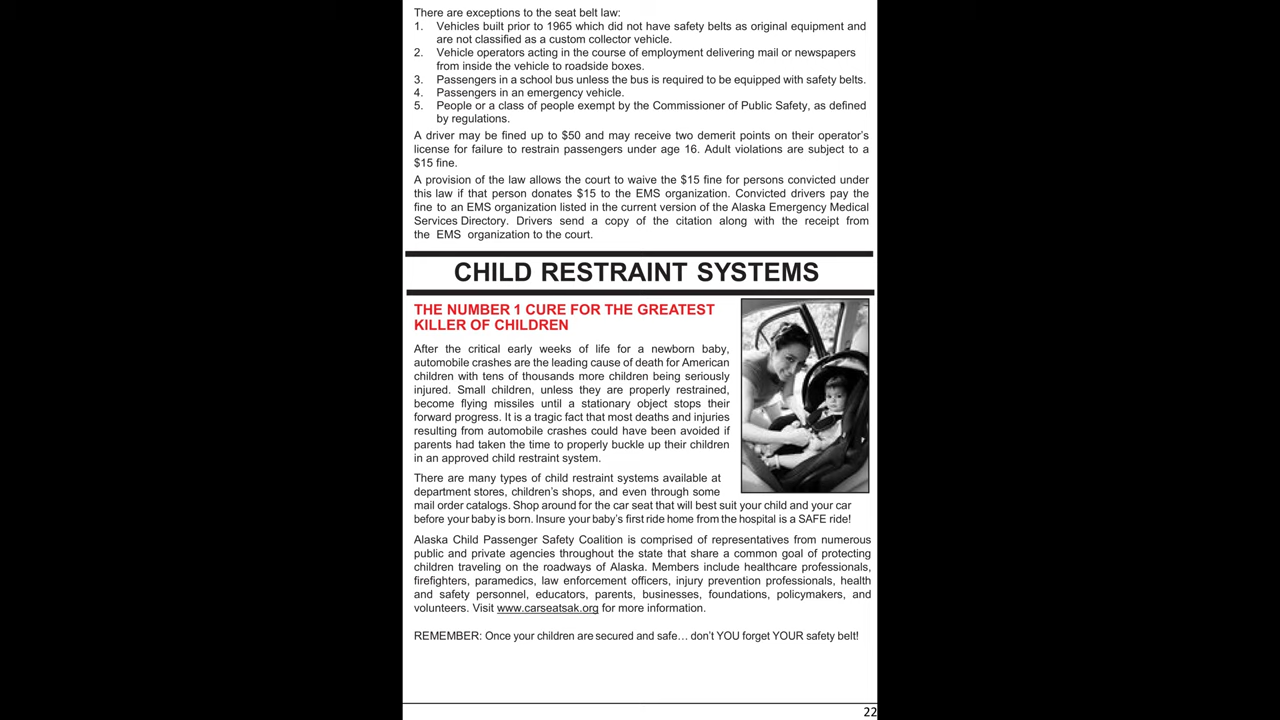 There are exceptions to the seat belt law:
1. Vehicles built prior to 1965 which did not have safety belts as original equipment and
are not classified as a custom collector vehicle.
2. Vehicle operators acting in the course of employment delivering mail or newspapers
from inside the vehicle to roadside boxes.
3. Passengers in a school bus unless the bus is required to be equipped with safety belts.
4. Passengers in an emergency vehicle.
5. People or a class of people exempt by the Commissioner of Public Safety, as defined
by regulations.
A driver may be fined up to $50 and may receive two demerit points on their operator's
license for failure to restrain passengers under age 16. Adult violations are subject to a
$15 fine.
A provision of the law allows the court to waive the $15 fine for persons convicted under
this law if that person donates $15 to the EMS organization. Convicted drivers pay the
fine to an EMS organization listed in the current version of the Alaska Emergency Medical
Services Directory. Drivers send a copy of the citation along with the receipt from
the EMS organization to the court.
CHILD RESTRAINT SYSTEMS
THE NUMBER 1 CURE FOR THE GREATEST
KILLER OF CHILDREN
After the critical early weeks of life for a newborn baby,
automobile crashes are the leading cause of death for American
children with tens of thousands more children being seriously
injured. Small children, unless they are properly restrained,
become flying missiles until a stationary object stops their
forward progress. It is a tragic fact that most deaths and injuries
resulting from automobile crashes could have been avoided if
parents had taken the time to properly buckle up their children
in an approved child restraint system.
There are many types of child restraint systems available at
department stores, children's shops, and even through some
mail order catalogs. Shop around for the car seat that will best suit your child and your car
before your baby is born. Insure your baby's first ride home from the hospital is a SAFE ride!
Alaska Child Passenger Safety Coalition is comprised of representatives from numerous
public and private agencies throughout the state that share a common goal of protecting
children traveling on the roadways of Alaska. Members include healthcare professionals,
firefighters, paramedics, law enforcement officers, injury prevention professionals, health
and safety personnel, educators, parents, businesses, foundations, policymakers, and
volunteers. Visit www.carseatsak.org for more information.
REMEMBER: Once your children are secured and safe… don't YOU forget YOUR safety belt!
22